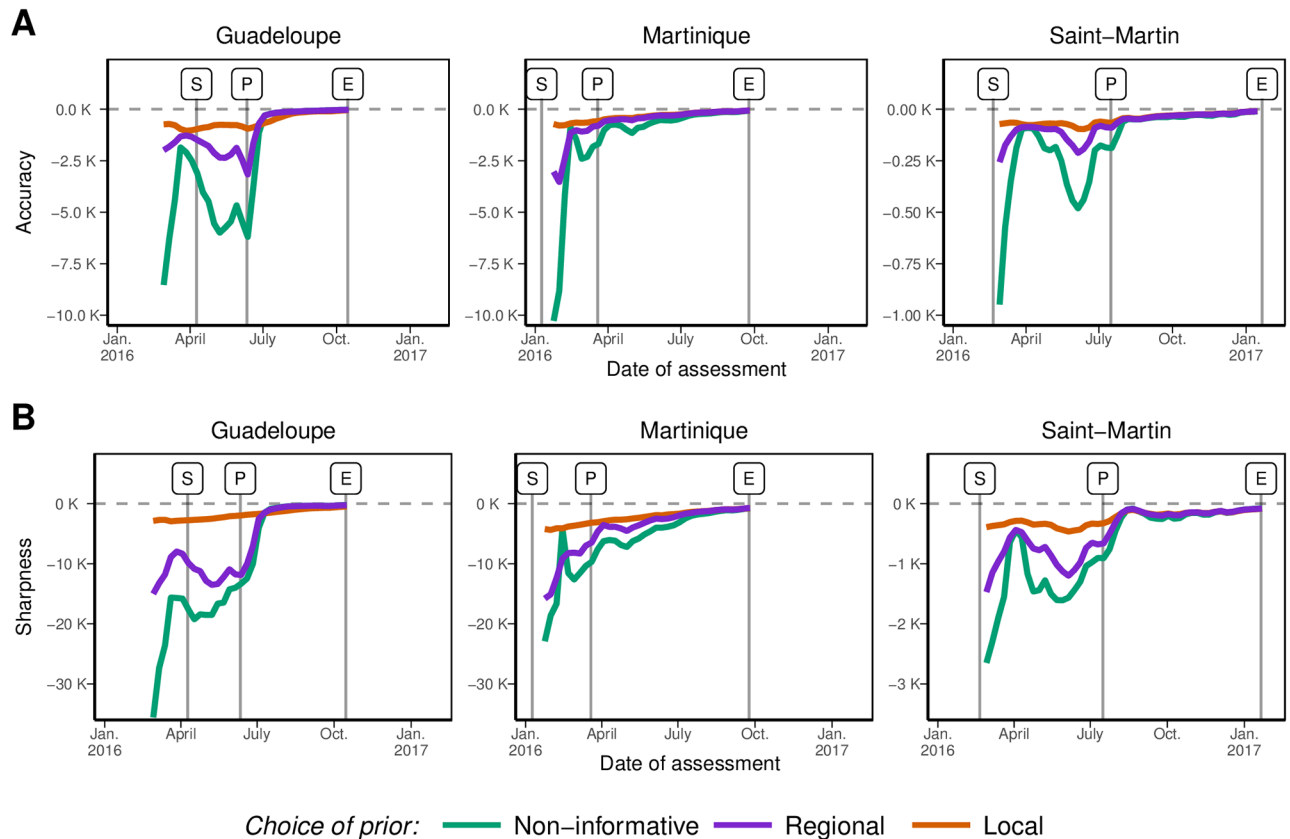 A
Guadeloupe Martinique Saint−Martin
S P E S P E S P E
0.0 K 0.0 K 0.00 K
−2.5 K −2.5 K −0.25 K
−5.0 K −5.0 K −0.50 K
−7.5 K −7.5 K −0.75 K
−10.0 K −10.0 K −1.00 K
Accuracy
Jan. April July Oct. Jan. Jan. April July Oct. Jan. Jan. April July Oct. Jan.
2016 2017 2016 2017 2016 2017
Date of assessment
B
Guadeloupe Martinique Saint−Martin
S P E S P E S P E
0 K 0 K 0 K
−10 K −10 K −1 K
−20 K −20 K −2 K
−30 K −30 K −3 K
Sharpness
Jan. April July Oct. Jan. Jan. April July Oct. Jan. Jan. April July Oct. Jan.
2016 2017 2016 2017 2016 2017
Date of assessment
Choice of prior: Non−informative Regional Local